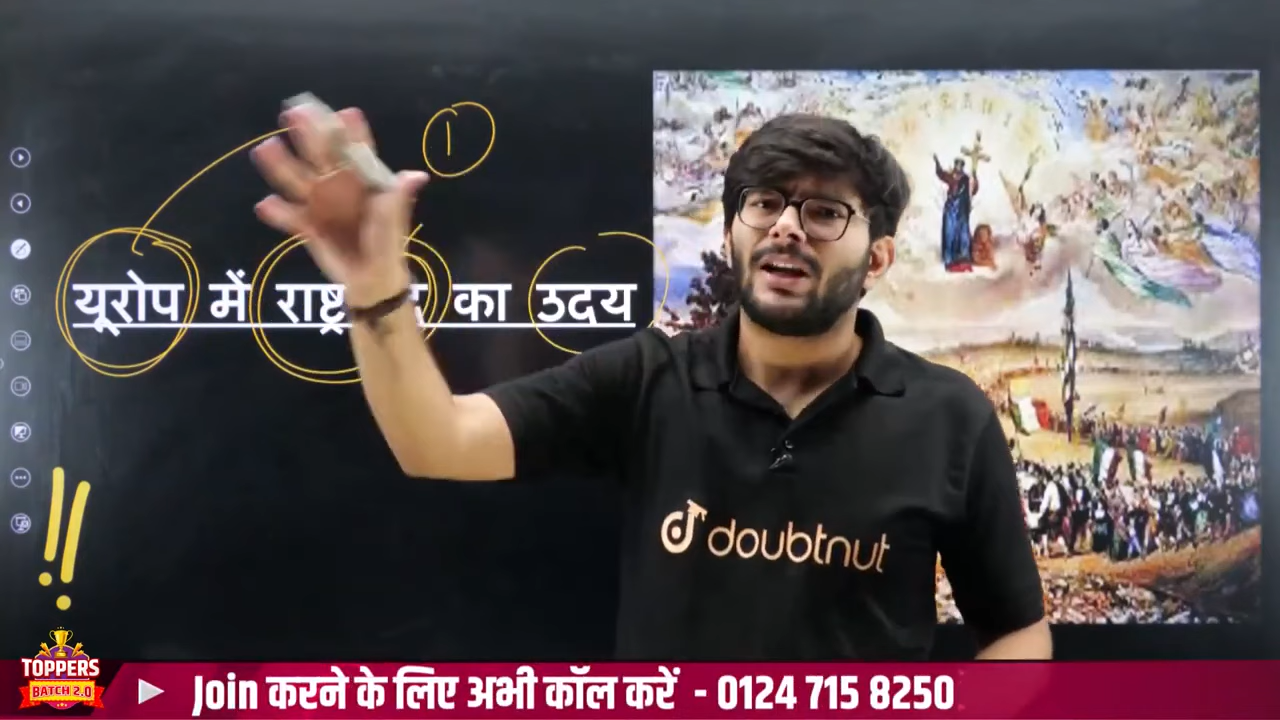 1
यूरोप में का उदय
!!
doubtnut
TOPPERS
BATCH 2.0
Join करने के लिए अभी कॉल करें - 0124 715 8250